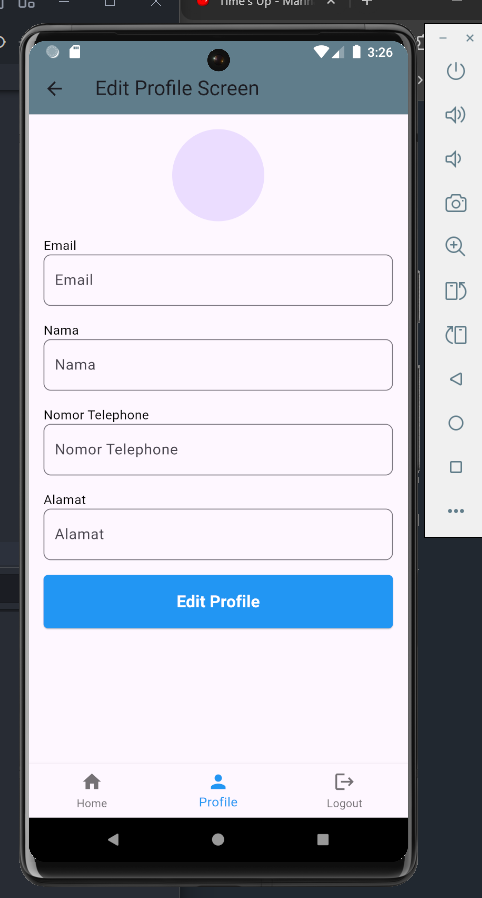 Time's Up - Mari
3:26
Edit Profile Screen
Email
Email
Nama
Nama
Nomor Telephone
Nomor Telephone
Alamat
Alamat
Edit Profile
Home
Profile
Logout